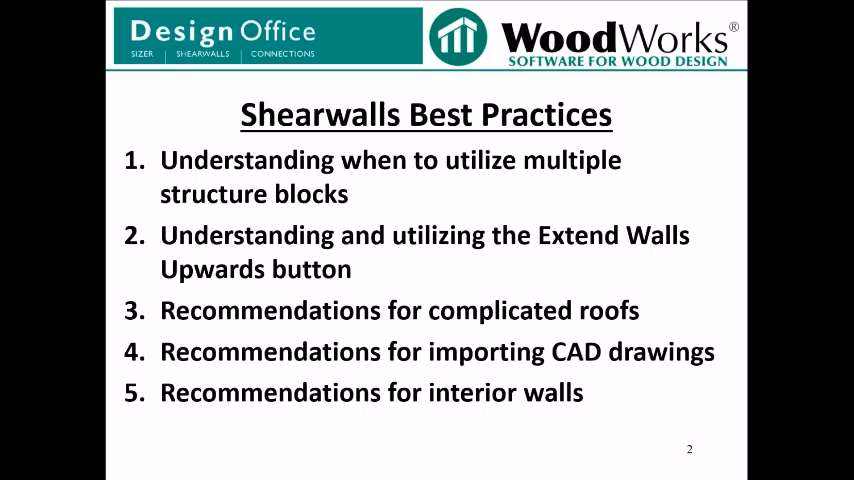 Design Office
SIZER | SHEARWALLS | CONNECTIONS
WoodWorks®
SOFTWARE FOR WOOD DESIGN
Shearwalls Best Practices
1. Understanding when to utilize multiple
structure blocks
2. Understanding and utilizing the Extend Walls
Upwards button
3. Recommendations for complicated roofs
4. Recommendations for importing CAD drawings
5. Recommendations for interior walls
2